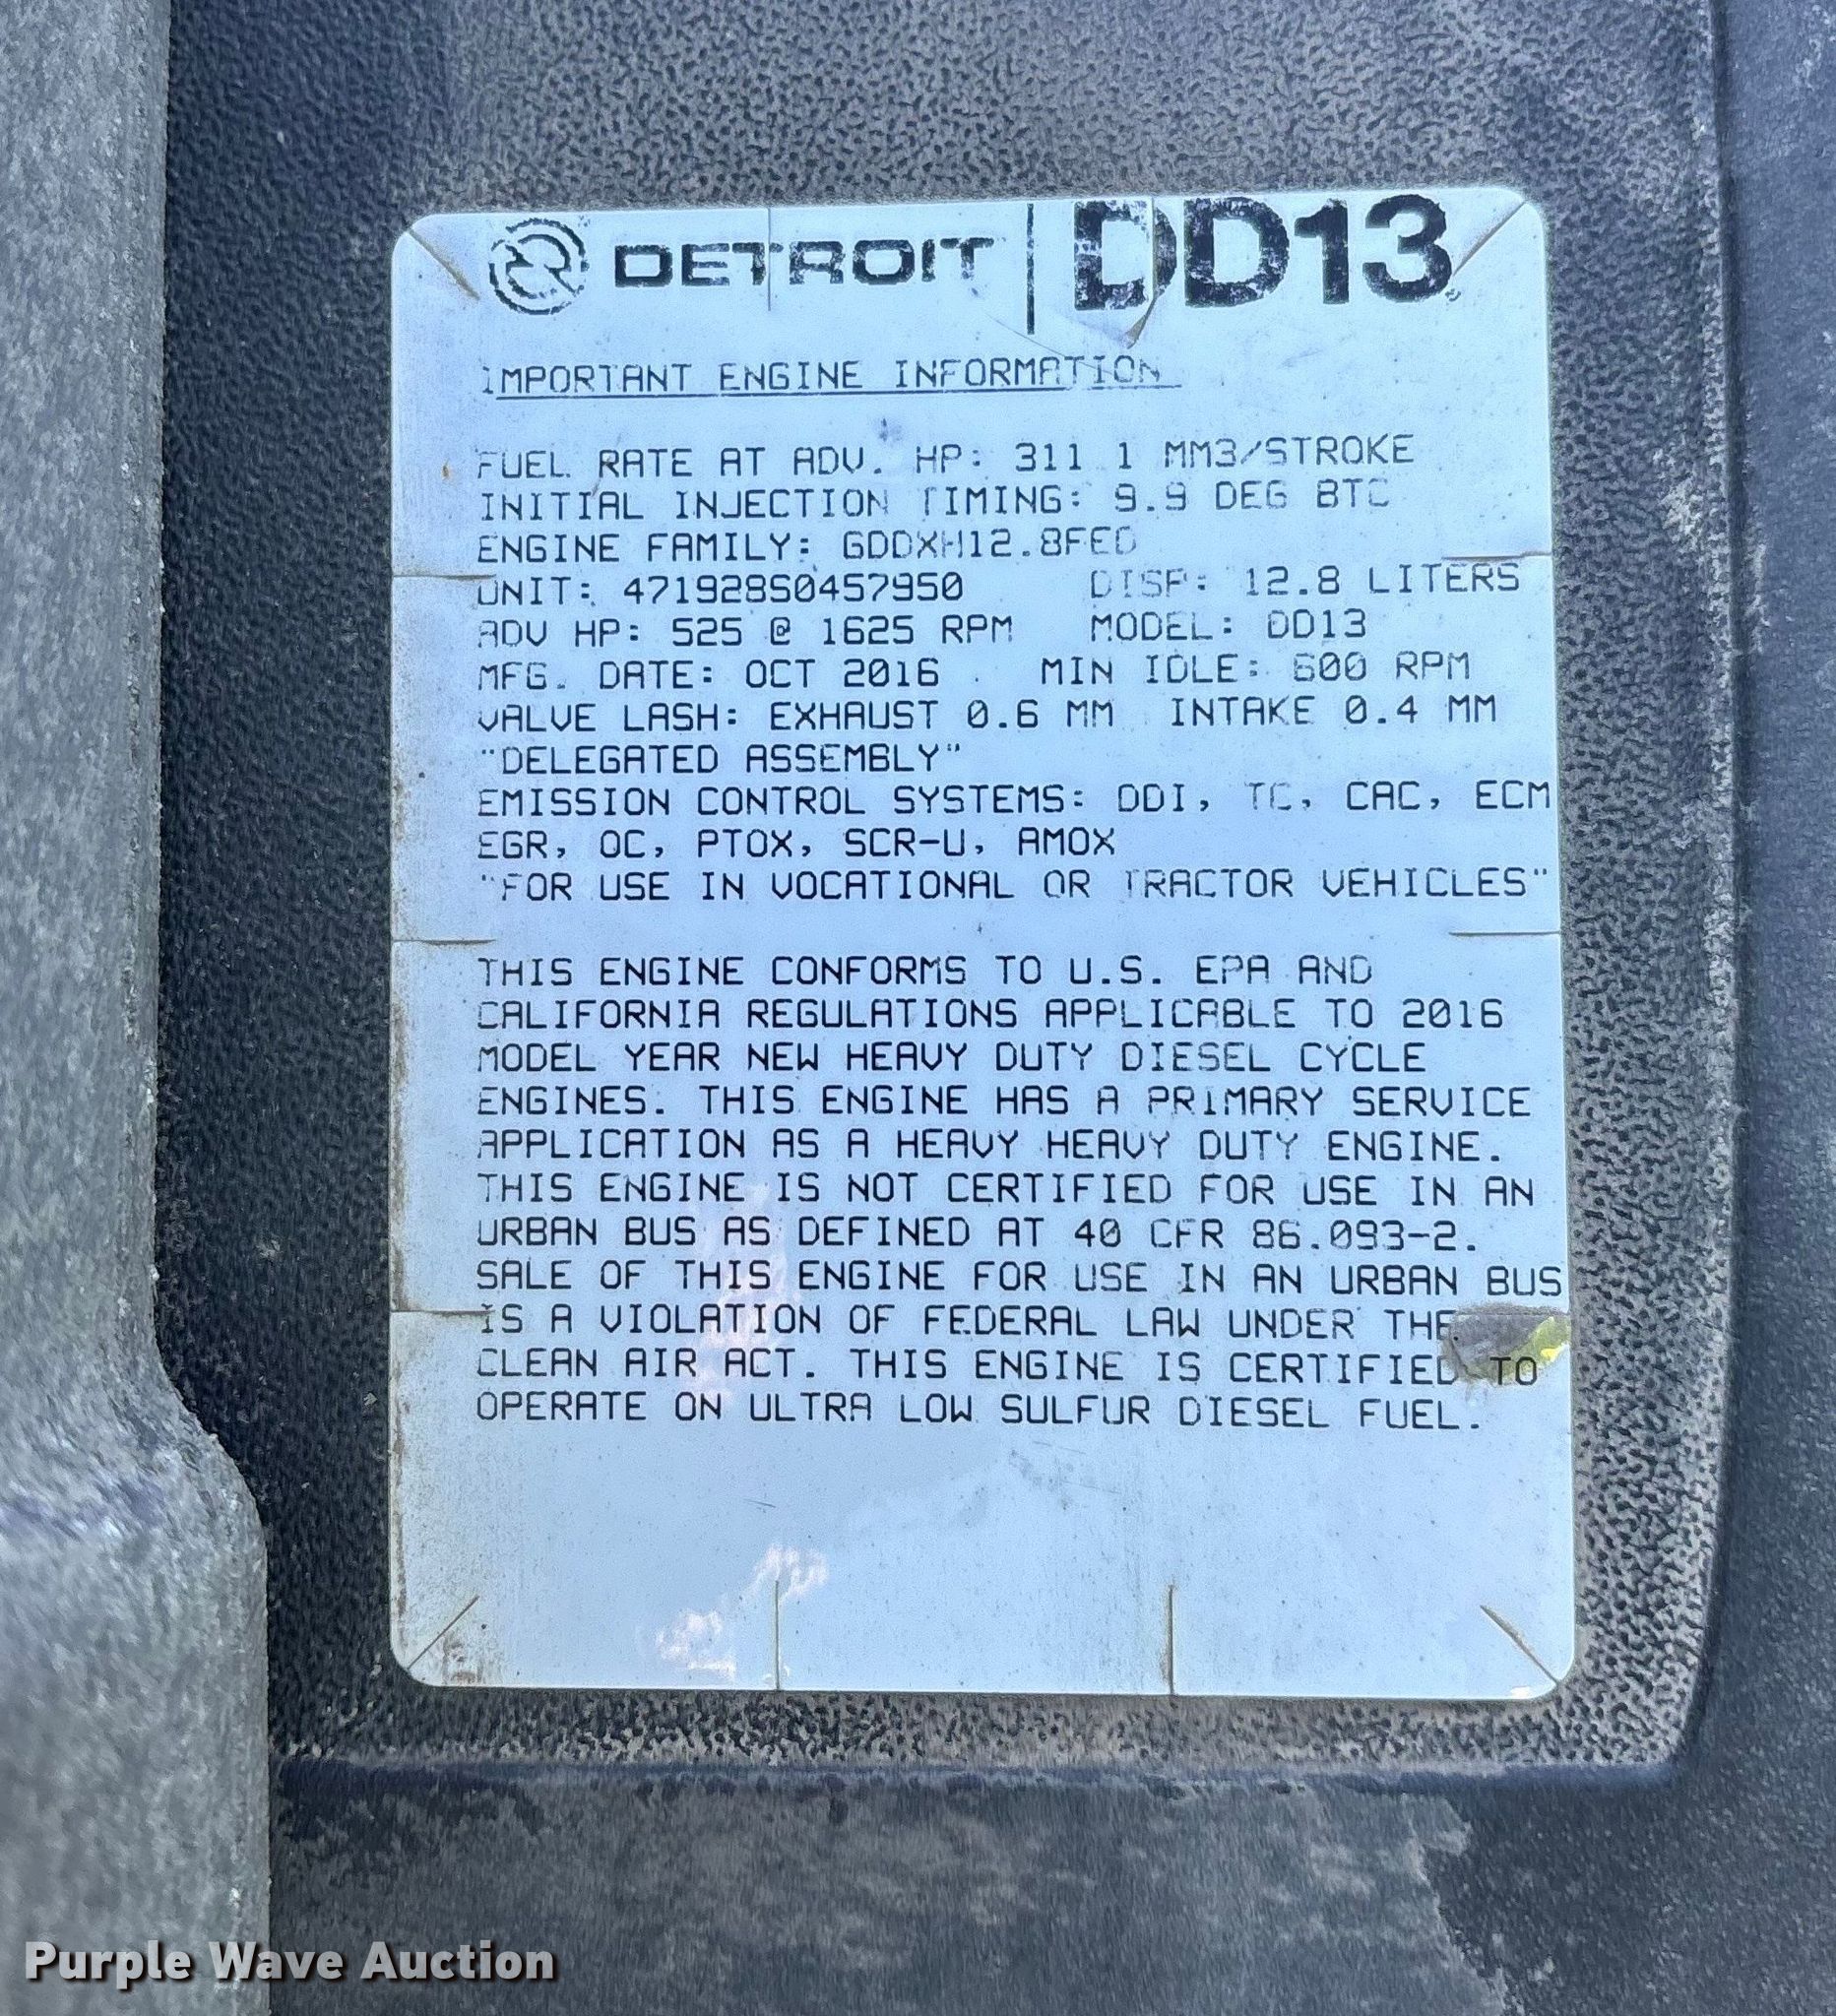 DETROIT | DD13
IMPORTANT ENGINE INFORMATION
FUEL RATE AT ADV. HP: 311 1 MM3/STROKE
INITIAL INJECTION TIMING: 9.9 DEG BTC
ENGINE FAMILY: GDDXH12.8FED
UNIT: 471928S0457950 DISP: 12.8 LITERS
ADV HP: 525 @ 1625 RPM MODEL: DD13
MFG. DATE: OCT 2016 MIN IDLE: 600 RPM
VALVE LASH: EXHAUST 0.6 MM INTAKE 0.4 MM
"DELEGATED ASSEMBLY"
EMISSION CONTROL SYSTEMS: DDI, TC, CAC, ECM
EGR, OC, PTOX, SCR-U, AMOX
"FOR USE IN VOCATIONAL OR TRACTOR VEHICLES"
THIS ENGINE CONFORMS TO U.S. EPA AND
CALIFORNIA REGULATIONS APPLICABLE TO 2016
MODEL YEAR NEW HEAVY DUTY DIESEL CYCLE
ENGINES. THIS ENGINE HAS A PRIMARY SERVICE
APPLICATION AS A HEAVY HEAVY DUTY ENGINE.
THIS ENGINE IS NOT CERTIFIED FOR USE IN AN
URBAN BUS AS DEFINED AT 40 CFR 86.093-2.
SALE OF THIS ENGINE FOR USE IN AN URBAN BUS
IS A VIOLATION OF FEDERAL LAW UNDER THE
CLEAN AIR ACT. THIS ENGINE IS CERTIFIED TO
OPERATE ON ULTRA LOW SULFUR DIESEL FUEL.
Purple Wave Auction